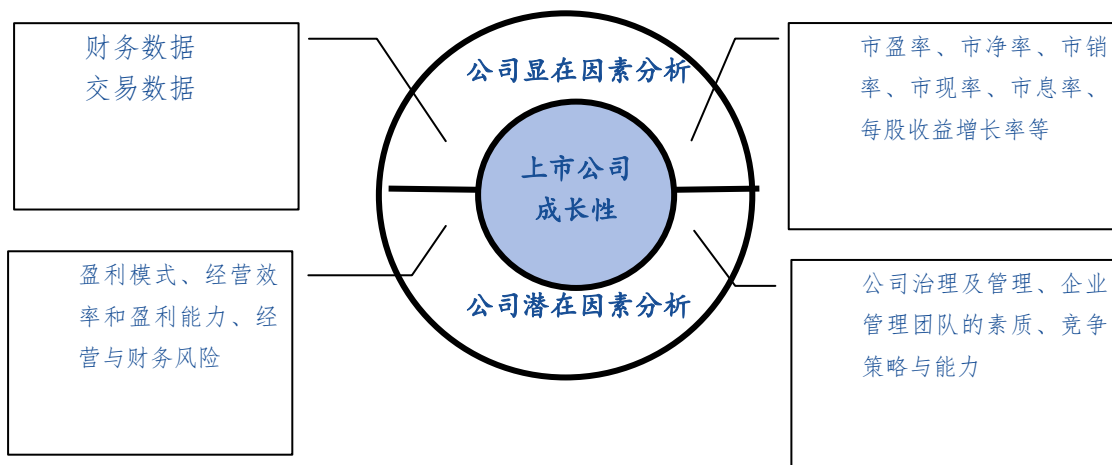 财务数据
交易数据
公司显在因素分析
市盈率、市净率、市销
率、市现率、市息率、
每股收益增长率等
上市公司
成长性
盈利模式、经营效
率和盈利能力、经
营与财务风险
公司潜在因素分析
公司治理及管理、企业
管理团队的素质、竞争
策略与能力